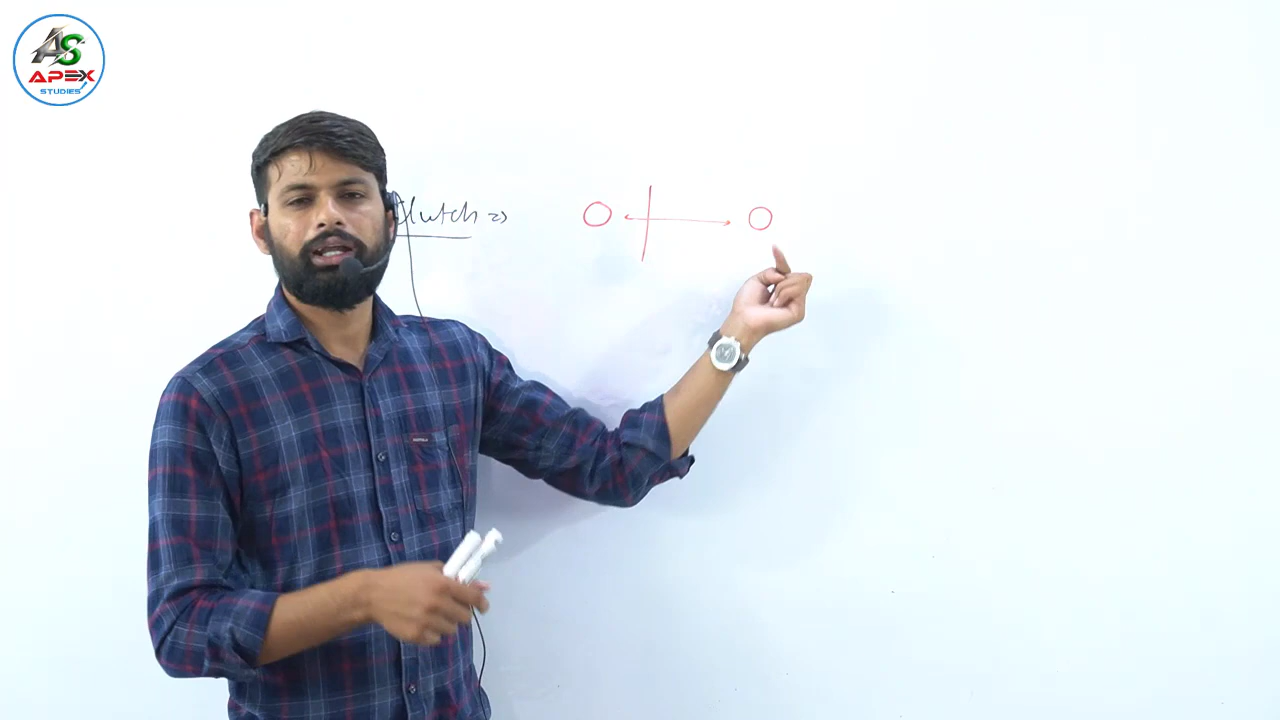 AS
APEX
STUDIES
Clutch ⇒